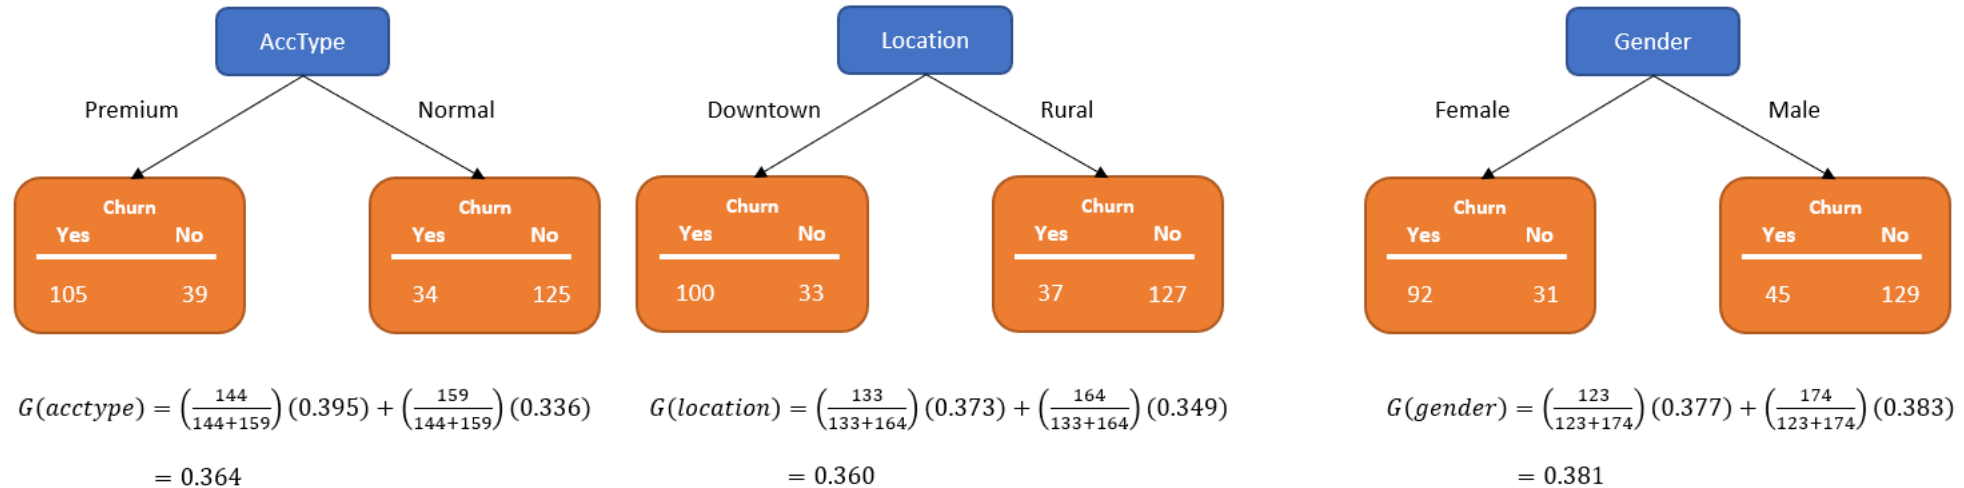 AccType
Location
Gender
Premium
Normal
Downtown
Rural
Female
Male
Churn
Yes No
105 39
Churn
Yes No
34 125
Churn
Yes No
100 33
Churn
Yes No
37 127
Churn
Yes No
92 31
Churn
Yes No
45 129
G(acctype) = (144/(144+159))(0.395) + (159/(144+159))(0.336)
= 0.364
G(location) = (133/(133+164))(0.373) + (164/(133+164))(0.349)
= 0.360
G(gender) = (123/(123+174))(0.377) + (174/(123+174))(0.383)
= 0.381